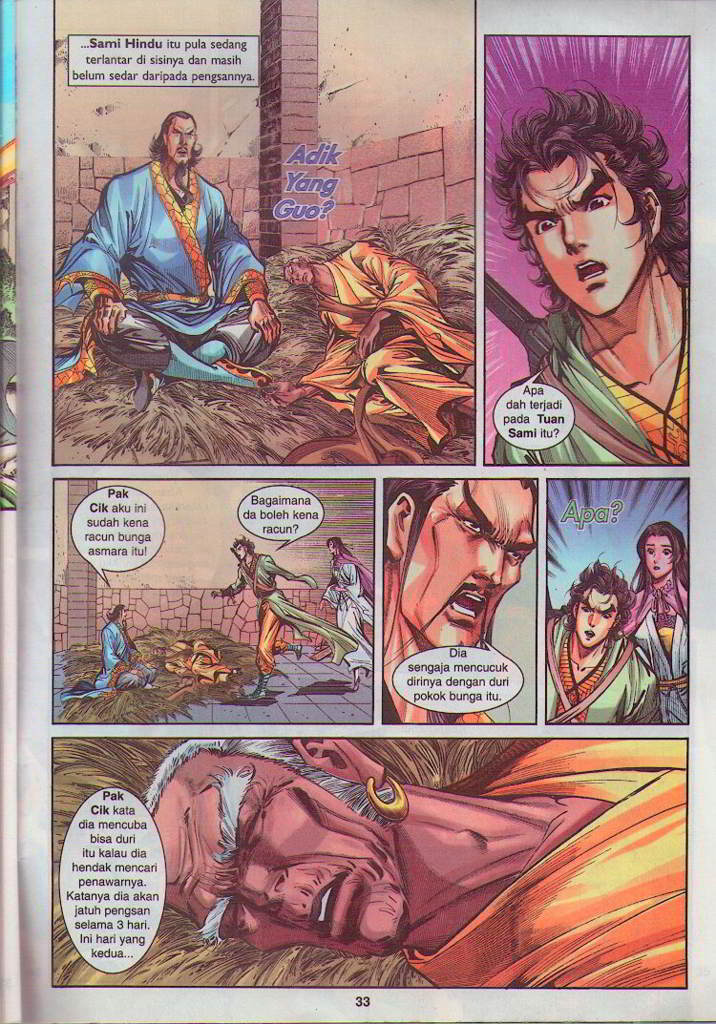 ...Sami Hindu itu pula sedang
terlantar di sisinya dan masih
belum sedar daripada pengsannya.
Adik
Yang
Guo?
Apa
dah terjadi
pada Tuan
Sami itu?
Pak
Cik aku ini
sudah kena
racun bunga
asmara itu!
Bagaimana
da boleh kena
racun?
Dia
sengaja mencucuk
dirinya dengan duri
pokok bunga itu.
Apa?
Pak
Cik kata
dia mencuba
bisa duri
itu kalau dia
hendak mencari
penawarnya.
Katanya dia akan
jatuh pengsan
selama 3 hari.
Ini hari yang
kedua...
33